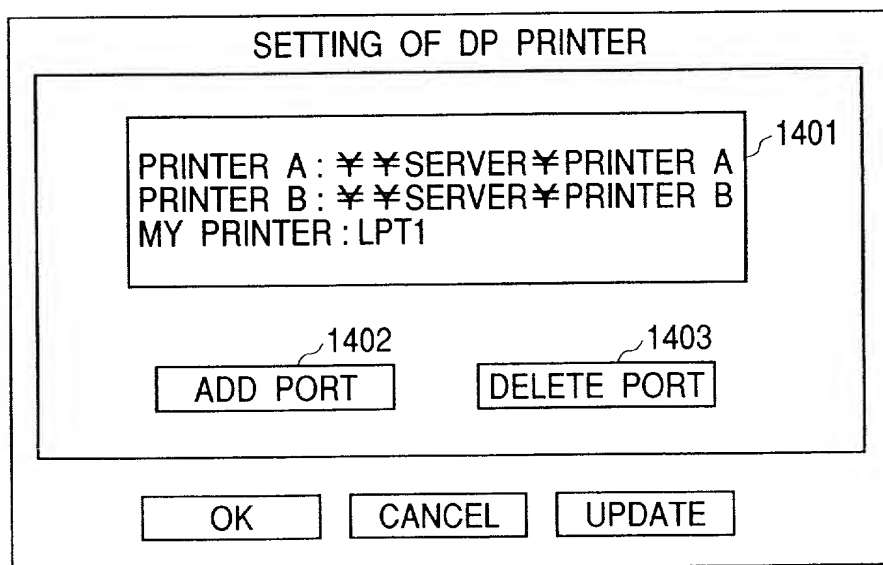 SETTING OF DP PRINTER
1401
PRINTER A : ¥ ¥SERVER¥PRINTER A
PRINTER B : ¥ ¥SERVER¥PRINTER B
MY PRINTER : LPT1
1402
1403
ADD PORT
DELETE PORT
OK
CANCEL
UPDATE